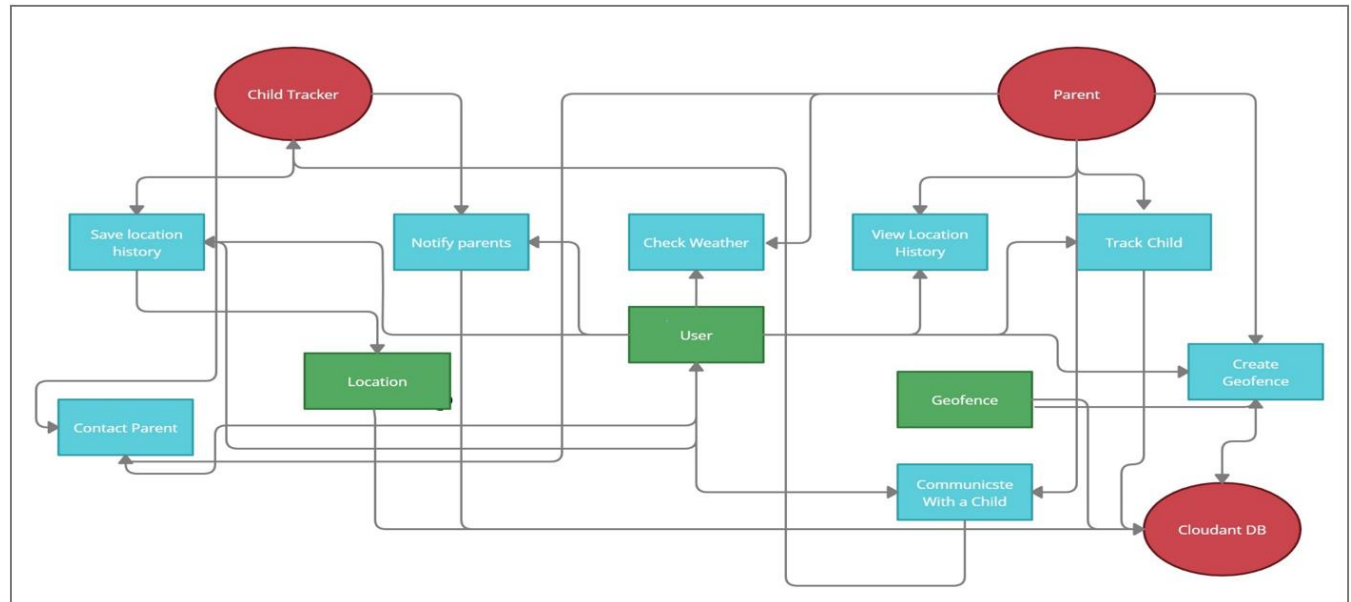 Child Tracker
Parent
Save location
history
Notify parents
Check Weather
View Location
History
Track Child
User
Location
Create
Geofence
Geofence
Contact Parent
Communicste
With a Child
Cloudant DB